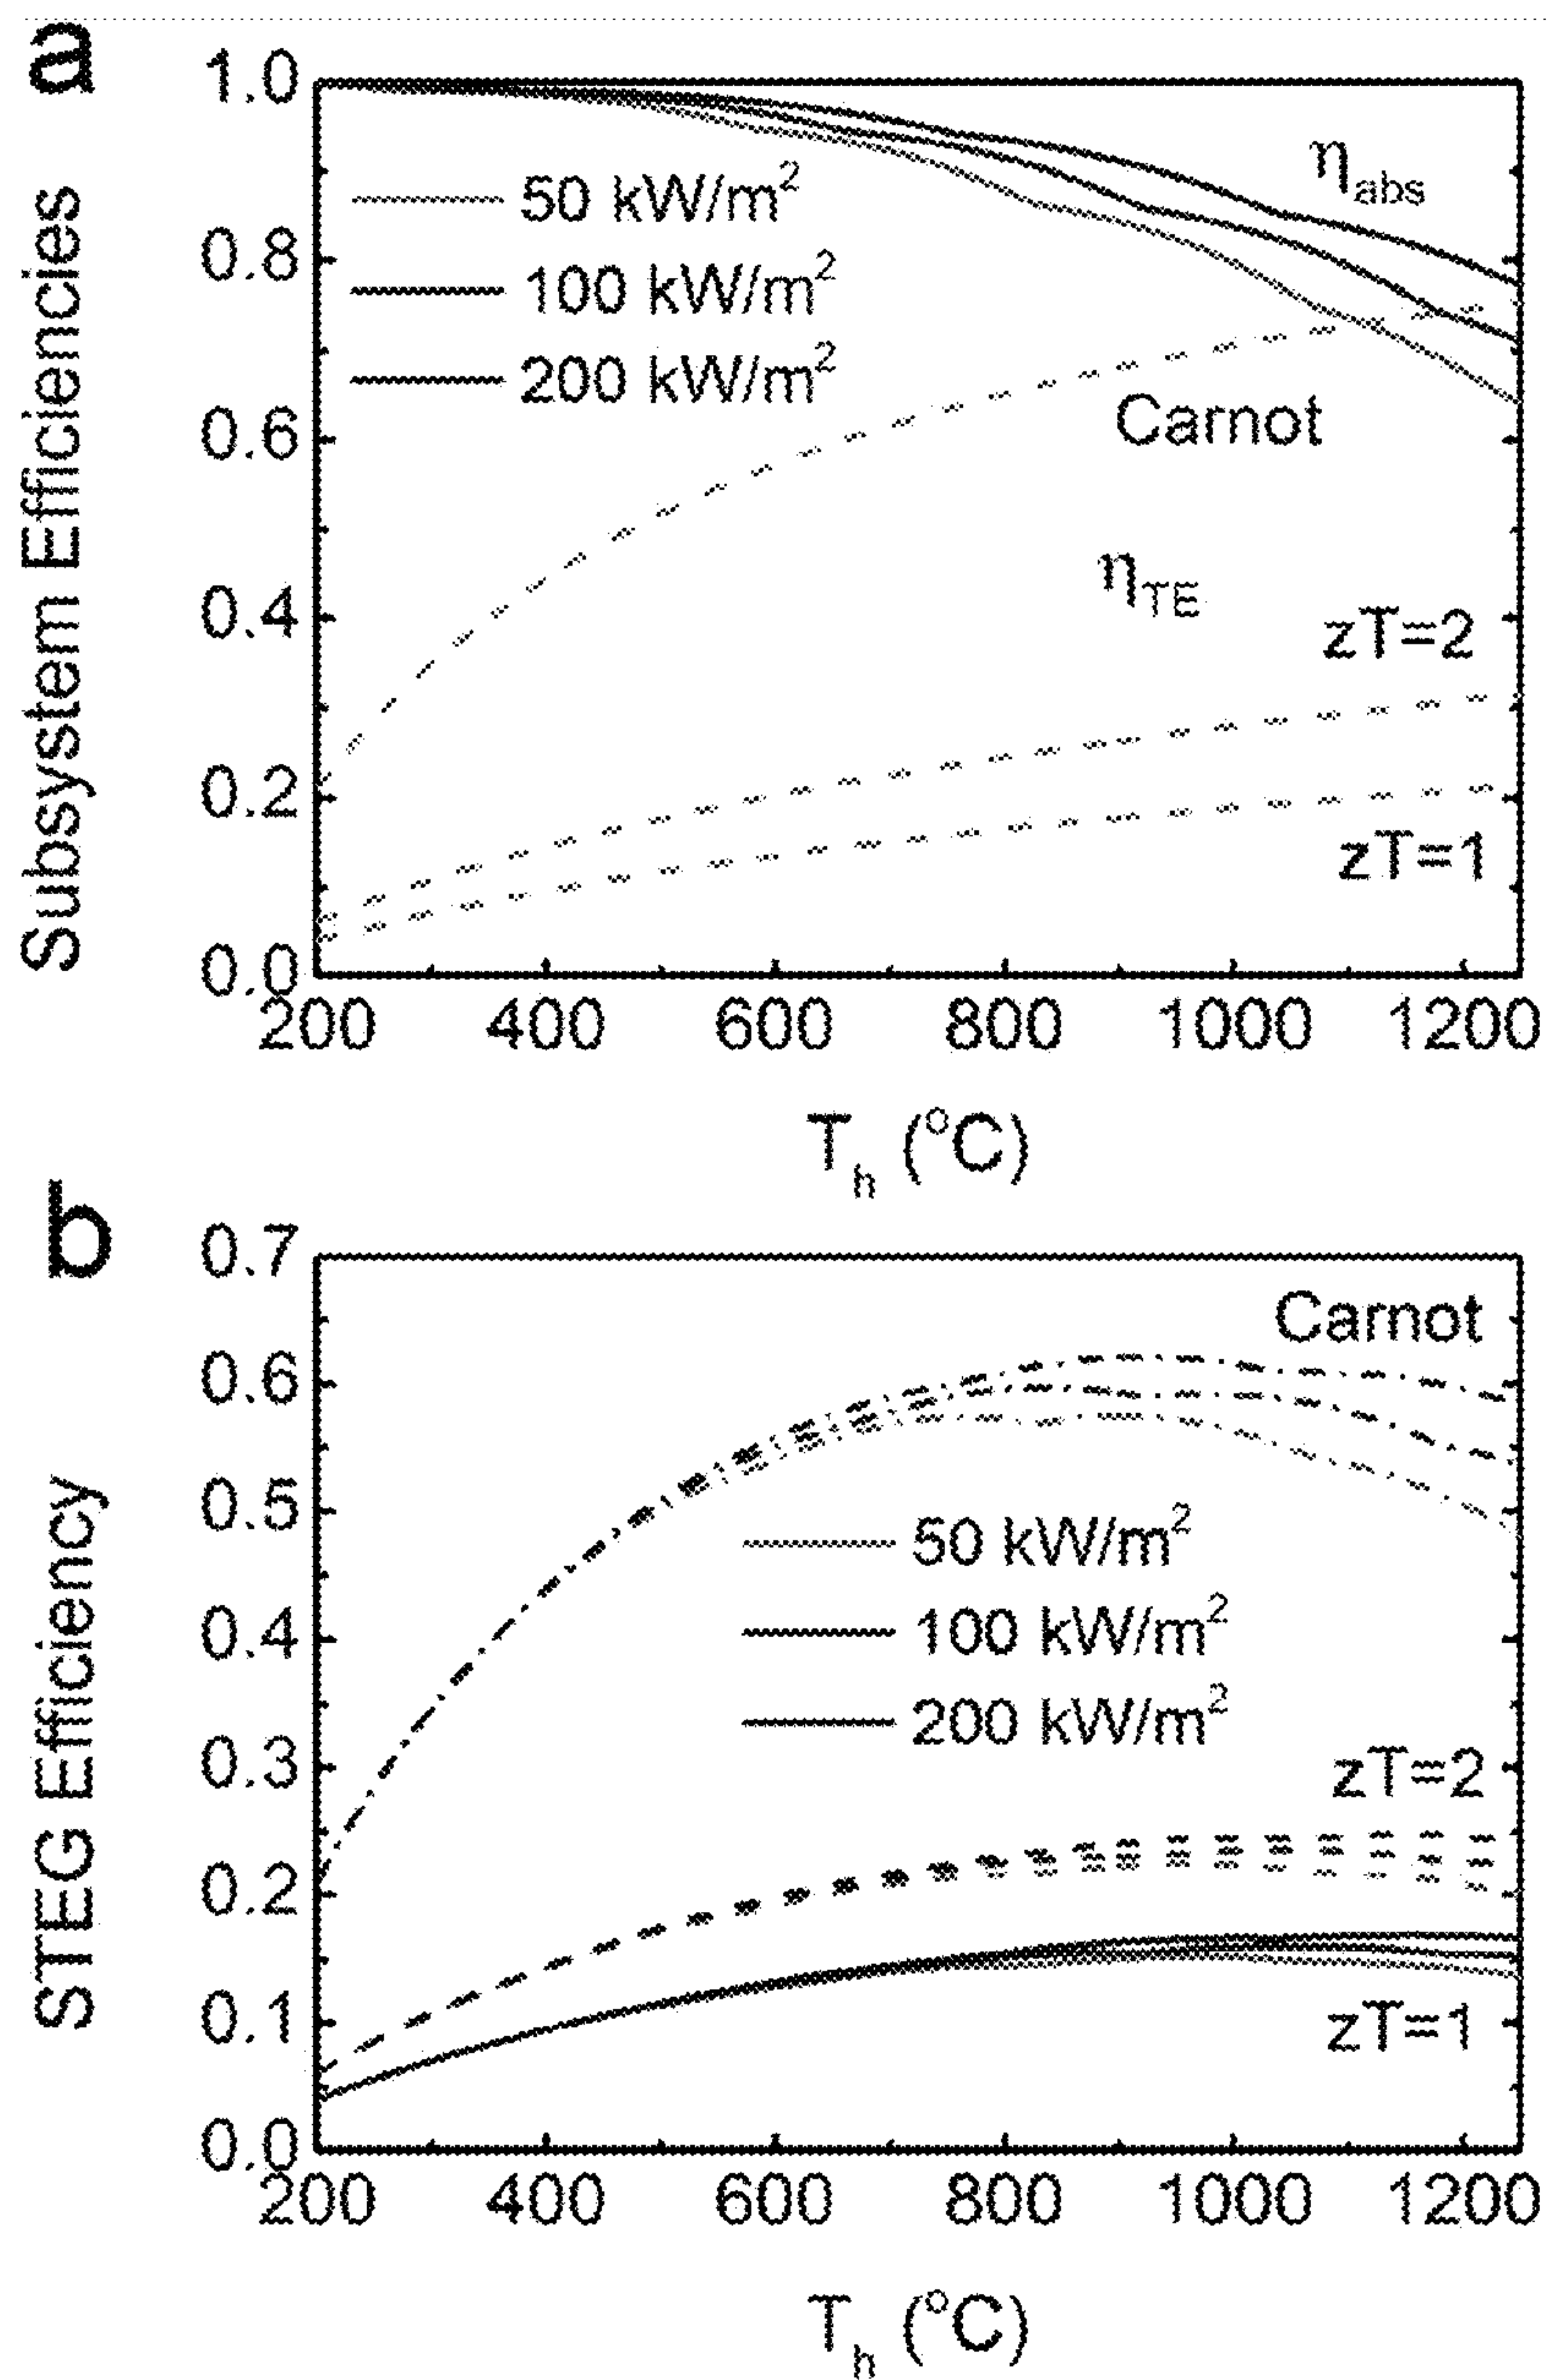 a
Subsystem Efficiencies
1.0
0.8
0.6
0.4
0.2
0.0
50 kW/m²
100 kW/m²
200 kW/m²
ηabs
Carnot
ηTE
zT=2
zT=1
200 400 600 800 1000 1200
Th (°C)
b
STEG Efficiency
0.7
0.6
0.5
0.4
0.3
0.2
0.1
0.0
Carnot
50 kW/m²
100 kW/m²
200 kW/m²
zT=2
zT=1
200 400 600 800 1000 1200
Th (°C)